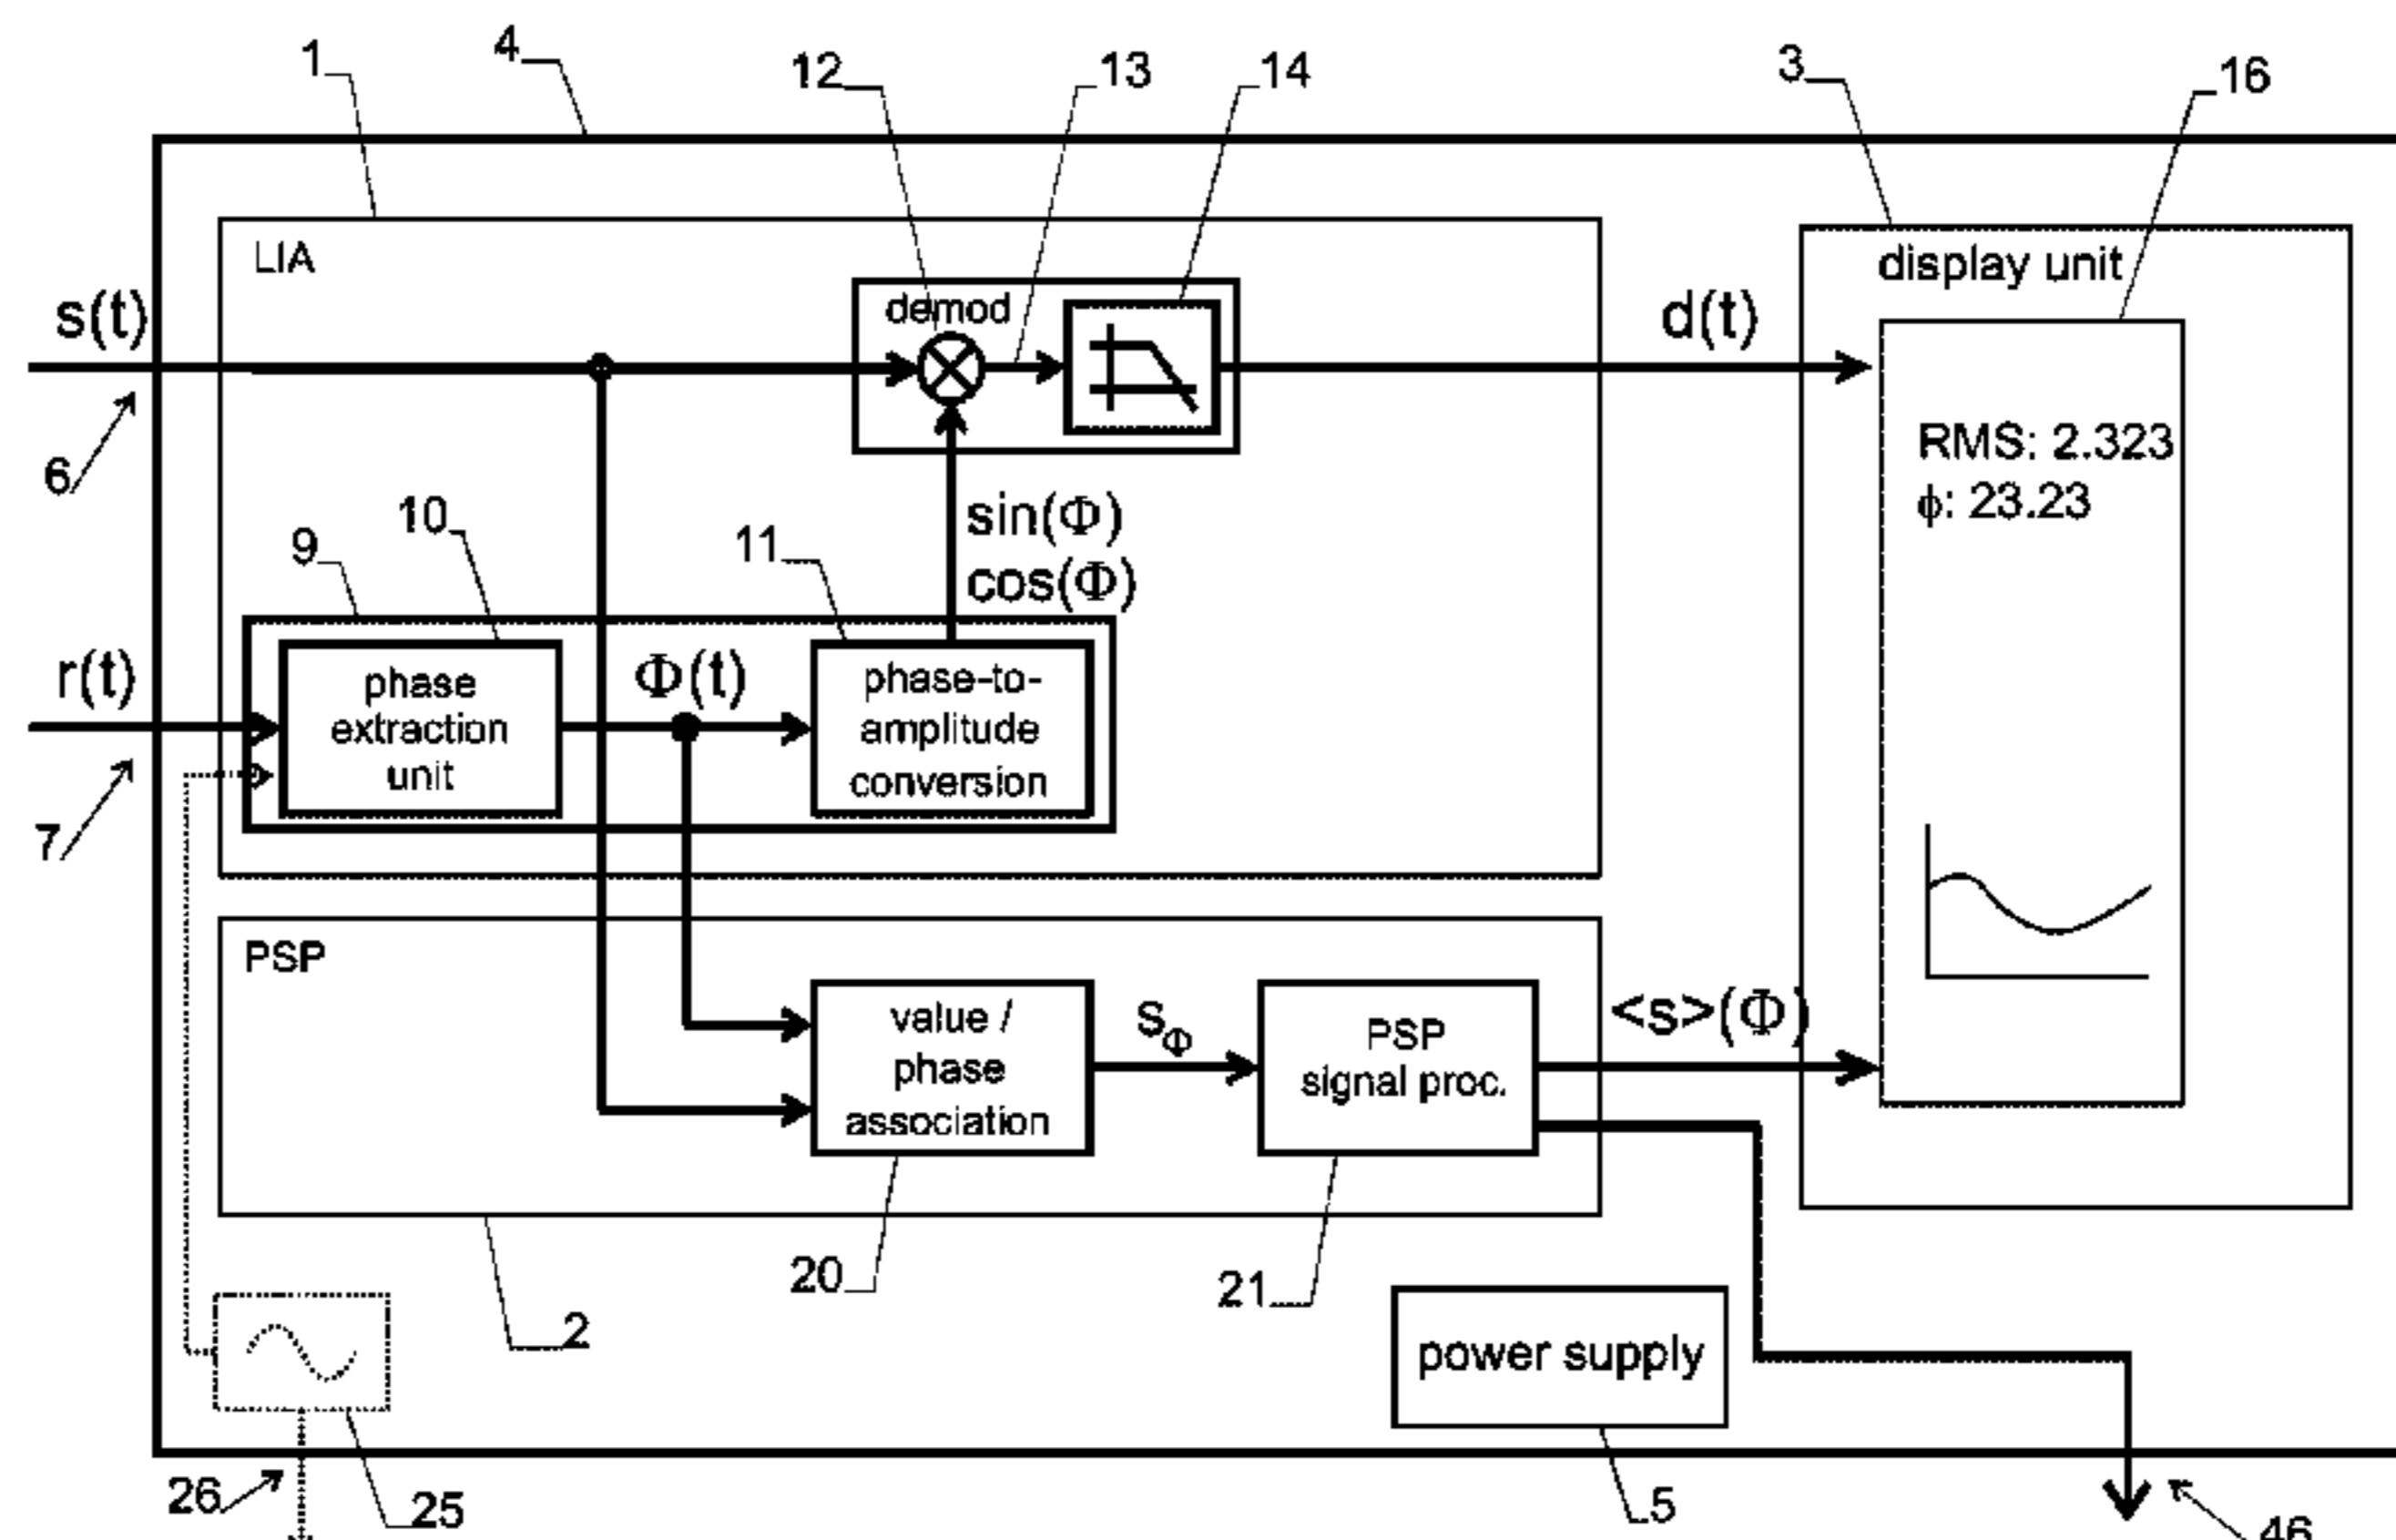 1
4
12
13
14
3
16
LIA
display unit
s(t)
demod
d(t)
6
RMS: 2.323
ϕ: 23.23
sin(Φ)
cos(Φ)
9
10
11
r(t)
phase
extraction
unit
Φ(t)
phase-to-
amplitude
conversion
7
PSP
value /
phase
association
SΦ
PSP
signal proc.
<s>(Φ)
20
21
2
power supply
26
25
5
46